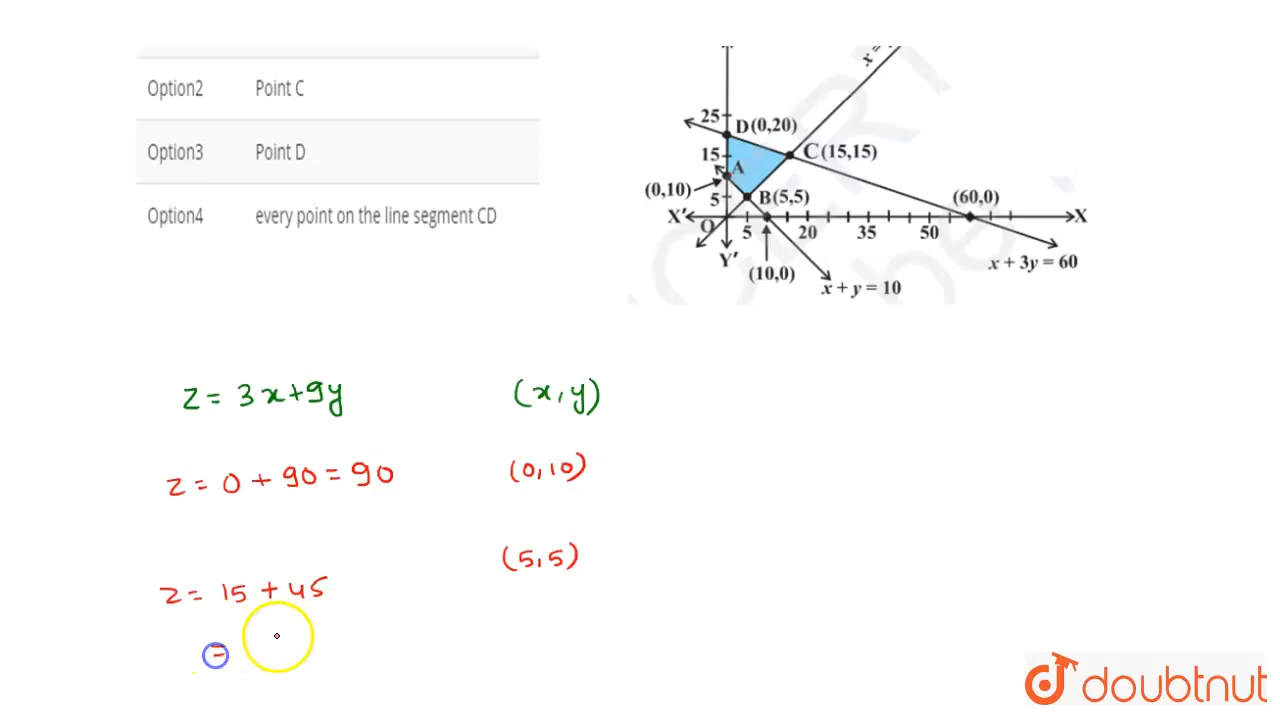 Option2 Point C
Option3 Point D
Option4 every point on the line segment CD
x =
25
D(0,20)
15
C(15,15)
A
(0,10)
5
B(5,5)
(60,0)
X′
X
O
5 20 35 50
Y′
(10,0)
x + 3y = 60
x + y = 10
z = 3x+9y (x,y)
z = 0 + 90 = 90 (0,10)
(5,5)
z = 15 + 45
=
doubtnut